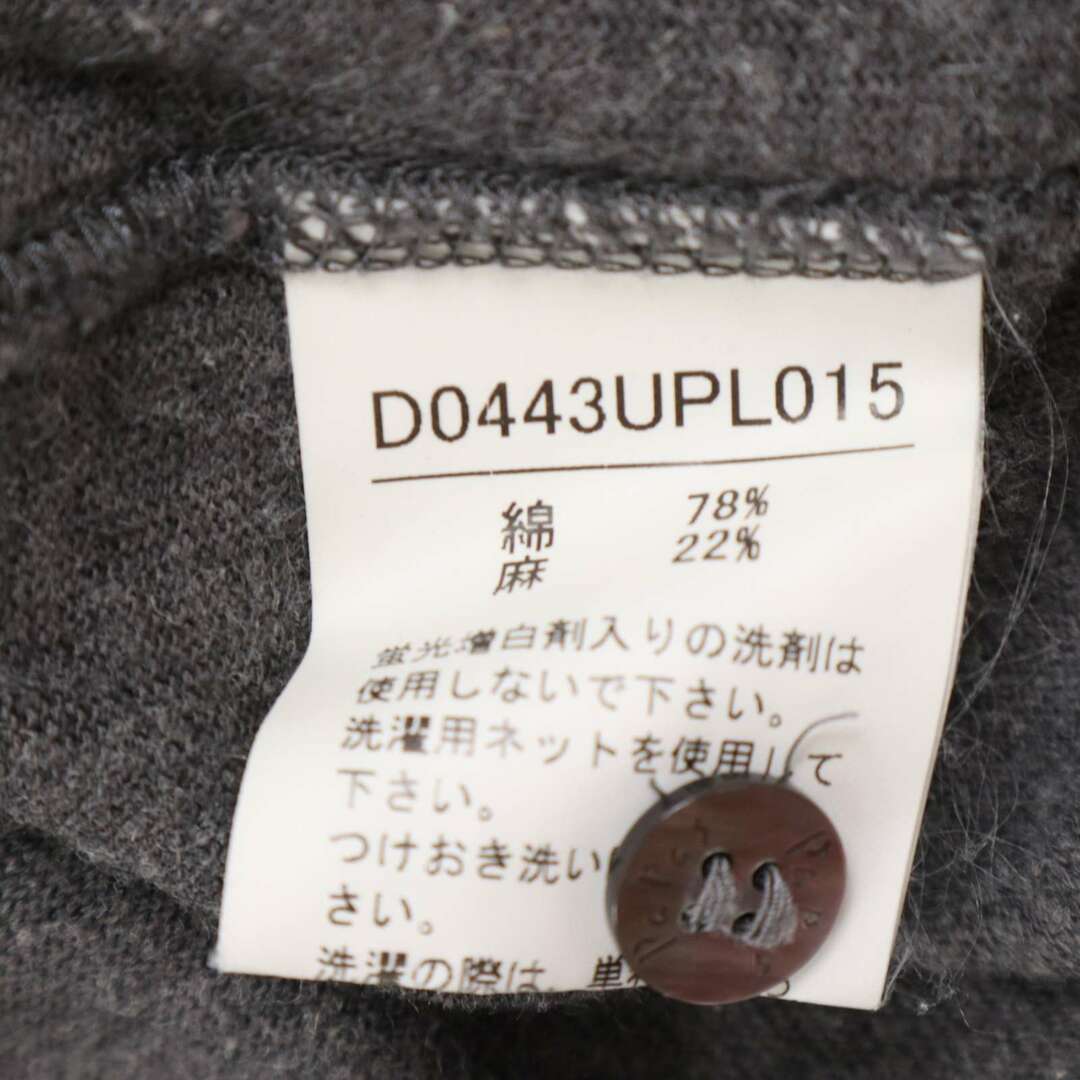 D0443UPL015
綿 78%
麻 22%
蛍光増白剤入りの洗剤は
使用しないで下さい。
洗濯用ネットを使用して
下さい。
つけおき洗い
さい。
洗濯の際は、単